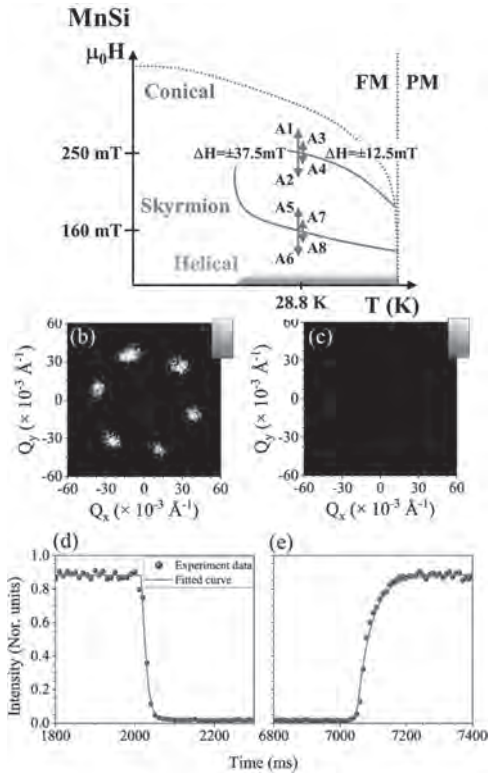 MnSi
μ₀H
FM PM
Conical
A1
A3
250 mT ΔH=±37.5mT ΔH=±12.5mT
A4
A2
Skyrmion A5
A7
160 mT
A8
A6
Helical
28.8 K T (K)
(b) (c)
60 60
30 30
0 0
-30 -30
-60 -60
-60 -30 0 30 60 -60 -30 0 30 60
Qy (× 10⁻³ Å⁻¹) Qy (× 10⁻³ Å⁻¹)
Qx (× 10⁻³ Å⁻¹) Qx (× 10⁻³ Å⁻¹)
(d) (e)
Experiment data
Fitted curve
1.0
0.8
0.6
0.4
0.2
0.0
Intensity (Nor. units)
1800 2000 2200 6800 7000 7200 7400
Time (ms)